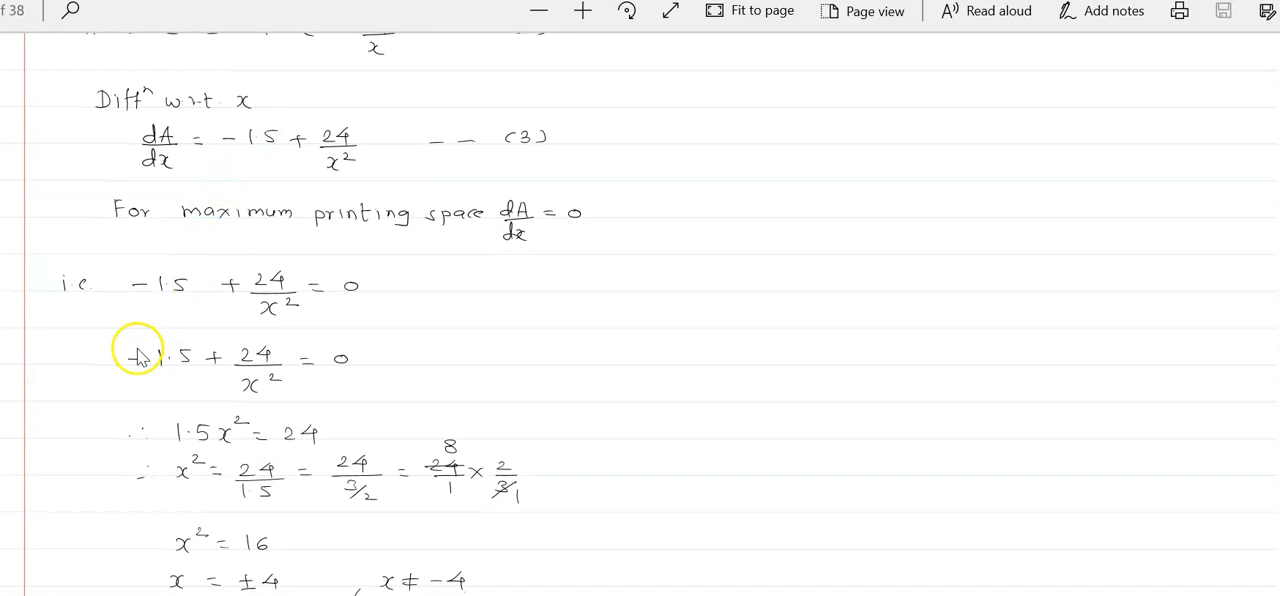 f 38 Fit to page Page view Read aloud Add notes
x
Diffⁿ w.r.t. x
dA/dx = - 1.5 + 24/x² - - (3)
For maximum printing space dA/dx = 0
i.e. - 1.5 + 24/x² = 0
- 1.5 + 24/x² = 0
∴ 1.5x² = 24
∴ x² = 24/1.5 = 24/(3/2) = 24/1 × 2/3 8 1
x² = 16
x = ±4 , x ≠ -4